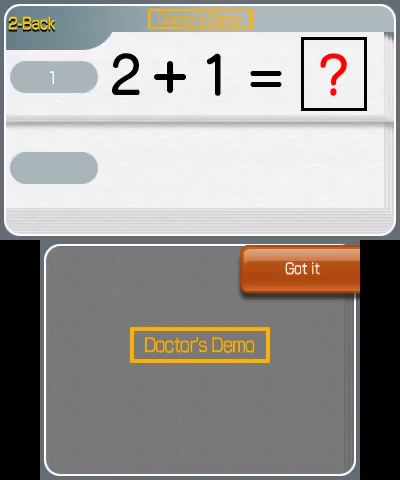 2-Back
Doctor's Demo
1
2 + 1 = ?
Got it
Doctor's Demo